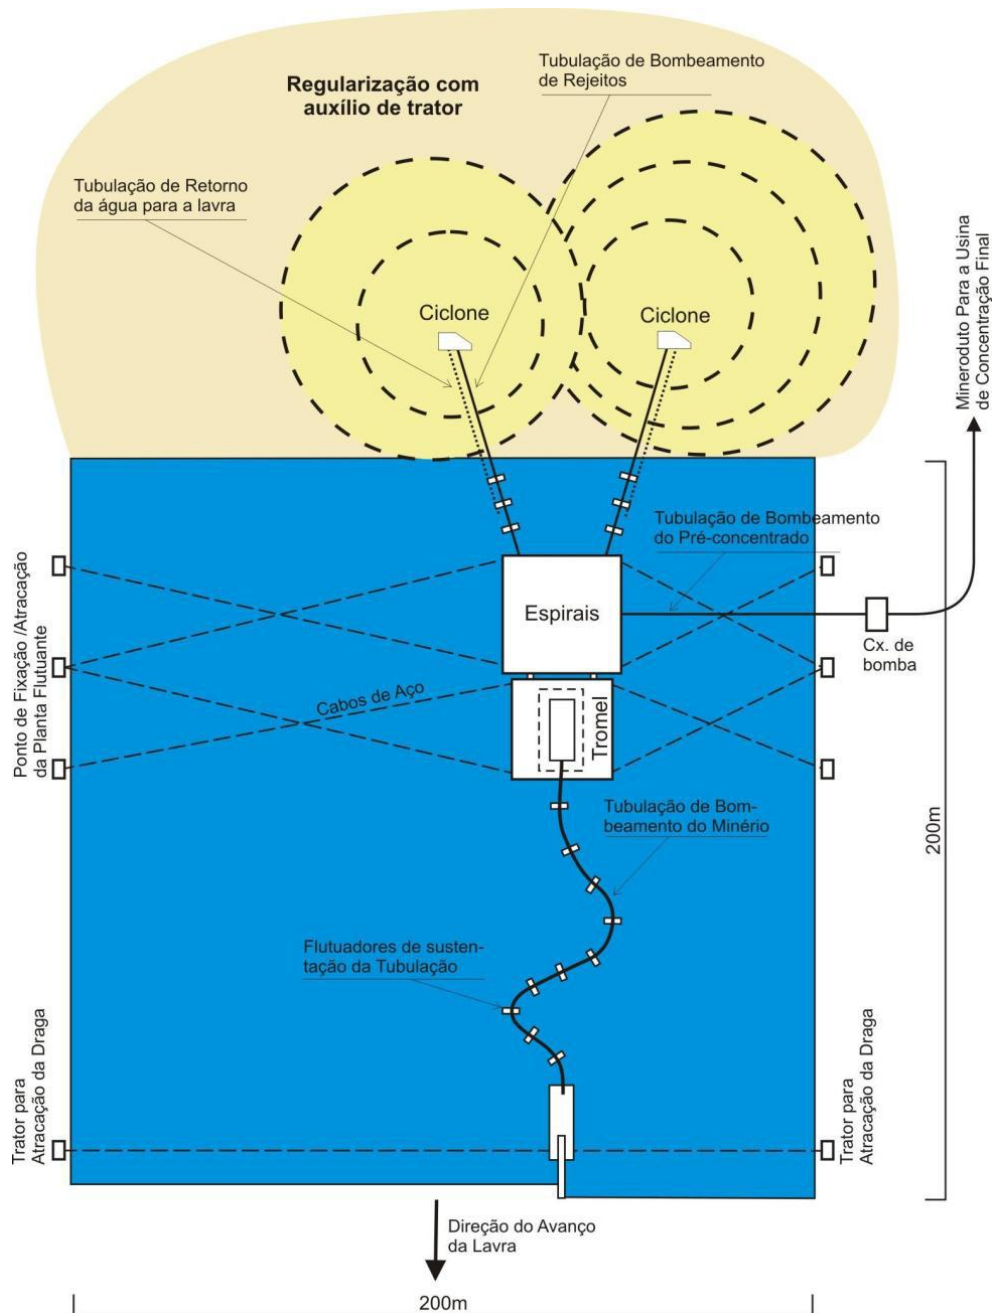 Tubulação de Bombeamento
de Rejeitos
Regularização com
auxílio de trator
Tubulação de Retorno
da água para a lavra
Ciclone
Ciclone
Mineroduto Para a Usina
de Concentração Final
Tubulação de Bombeamento
do Pré-concentrado
Ponto de Fixação /Atracação
da Planta Flutuante
Espirais
Cx. de
bomba
Cabos de Aço
Tromel
Tubulação de Bom-
beamento do Minério
200m
Flutuadores de susten-
tação da Tubulação
Trator para
Atracação da Draga
Trator para
Atracação da Draga
Direção do Avanço
da Lavra
200m